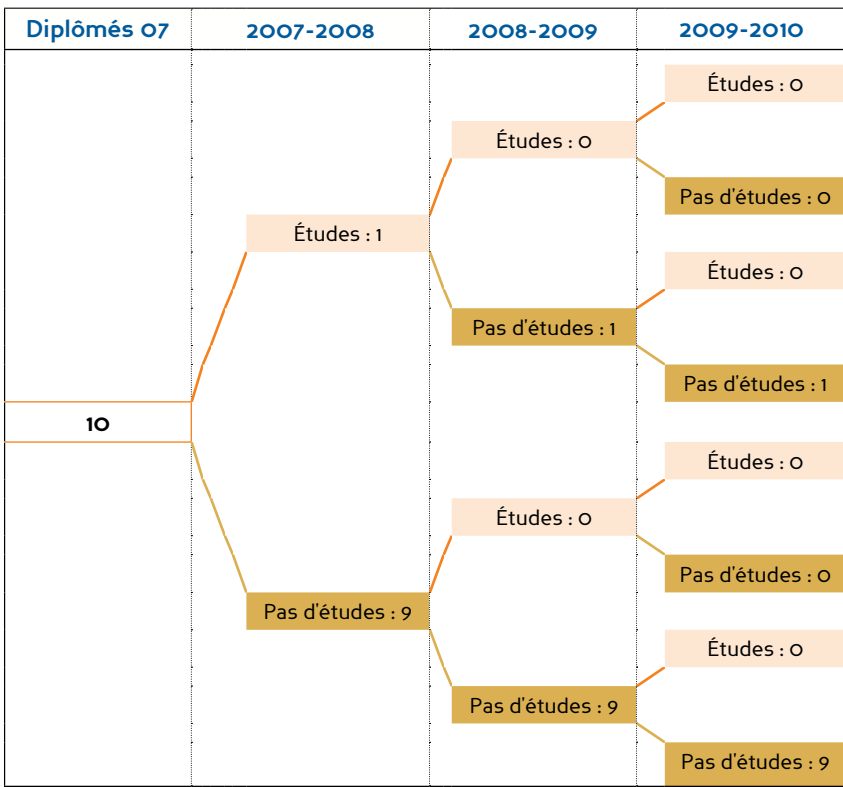 Diplômés 07 2007-2008 2008-2009 2009-2010
Études : 0
Études : 0
Pas d'études : 0
Études : 1
Études : 0
Pas d'études : 1
Pas d'études : 1
10
Études : 0
Études : 0
Pas d'études : 0
Pas d'études : 9
Études : 0
Pas d'études : 9
Pas d'études : 9